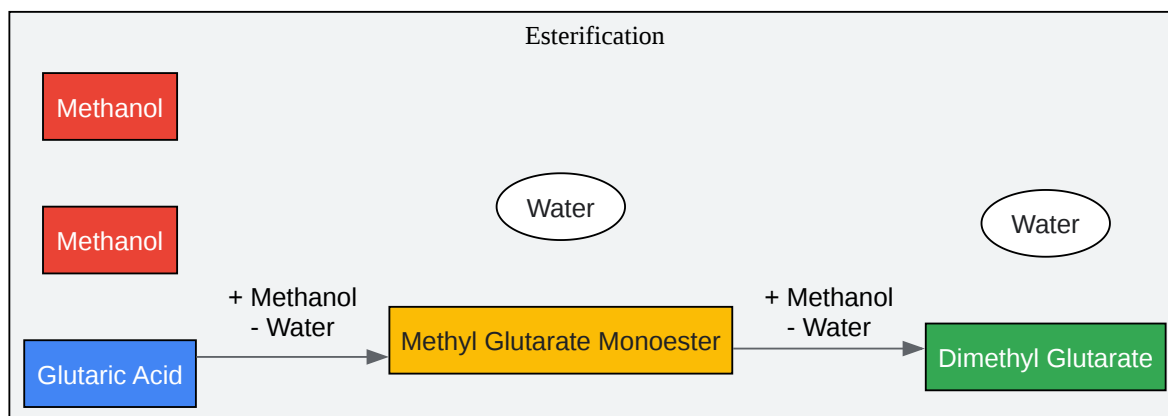 Esterification
Methanol
Methanol
Water
Water
+ Methanol
- Water
+ Methanol
- Water
Glutaric Acid
Methyl Glutarate Monoester
Dimethyl Glutarate